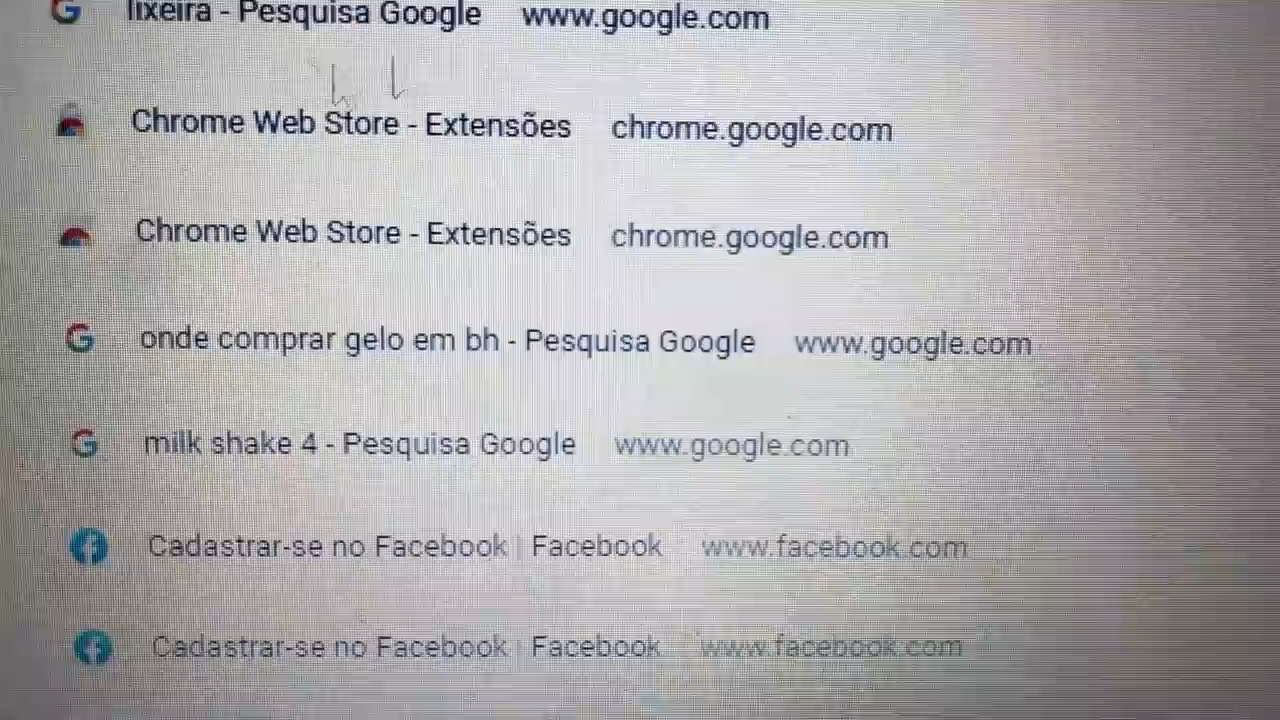 lixeira - Pesquisa Google www.google.com
Chrome Web Store - Extensões chrome.google.com
Chrome Web Store - Extensões chrome.google.com
onde comprar gelo em bh - Pesquisa Google www.google.com
milk shake 4 - Pesquisa Google www.google.com
Cadastrar-se no Facebook | Facebook www.facebook.com
Cadastrar-se no Facebook | Facebook www.facebook.com